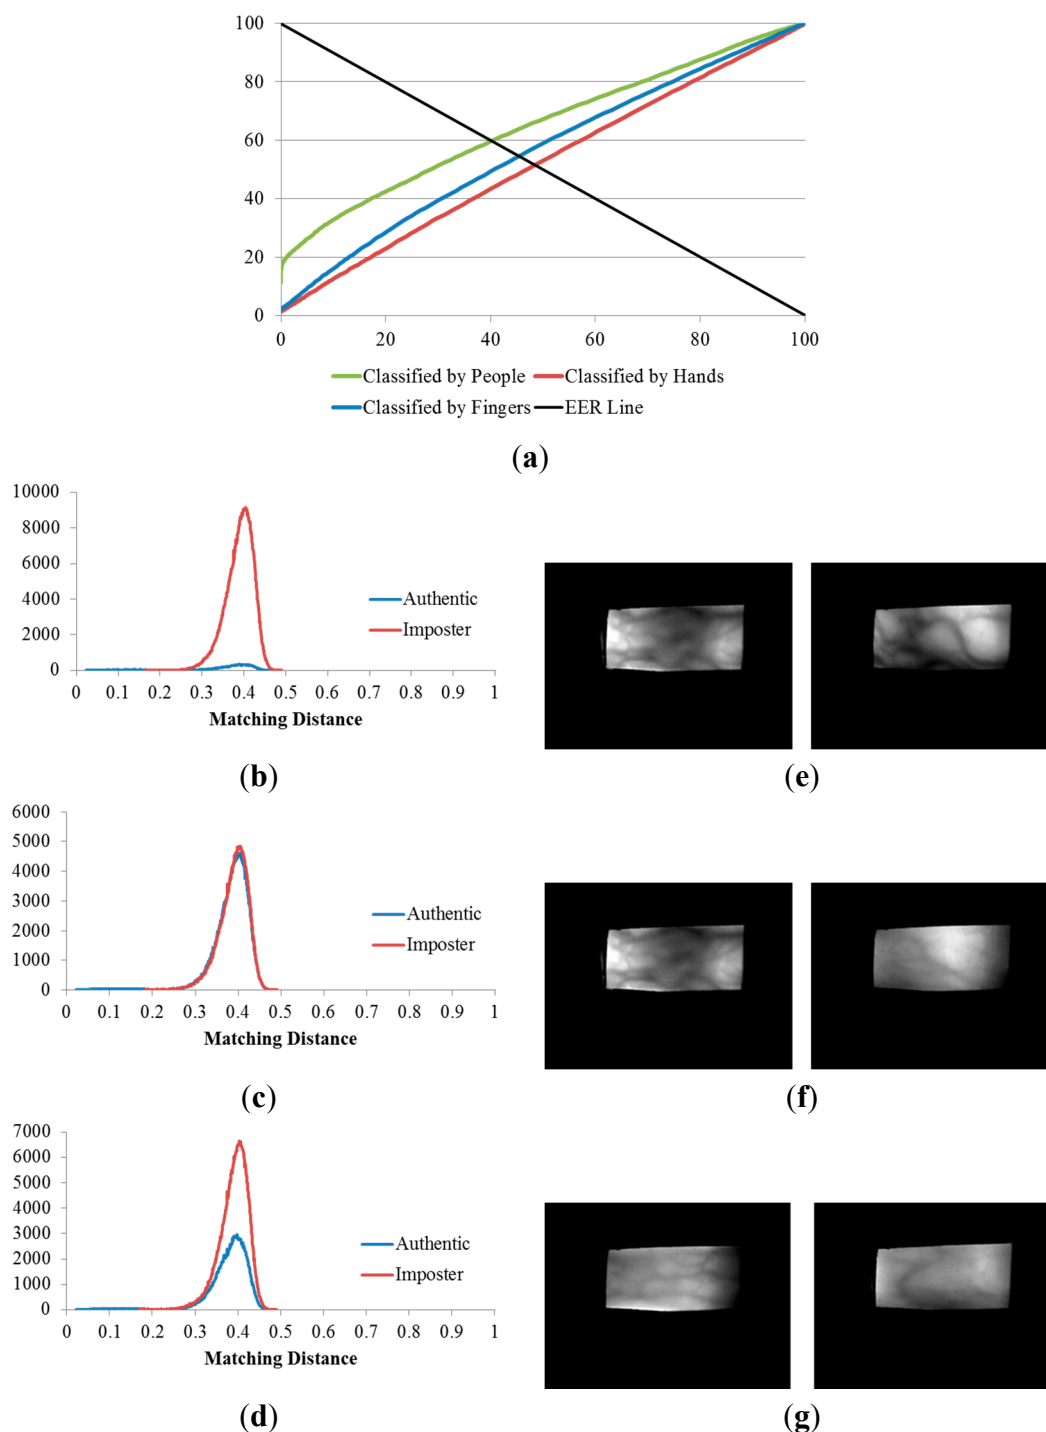 100
80
60
40
20
0
0 20 40 60 80 100
Classified by People Classified by Hands
Classified by Fingers EER Line
(a)
10000
8000
6000
4000
2000
0
0 0.1 0.2 0.3 0.4 0.5 0.6 0.7 0.8 0.9 1
Authentic
Imposter
Matching Distance
(b)
(e)
6000
5000
4000
3000
2000
1000
0
0 0.1 0.2 0.3 0.4 0.5 0.6 0.7 0.8 0.9 1
Authentic
Imposter
Matching Distance
(c)
(f)
7000
6000
5000
4000
3000
2000
1000
0
0 0.1 0.2 0.3 0.4 0.5 0.6 0.7 0.8 0.9 1
Authentic
Imposter
Matching Distance
(d)
(g)